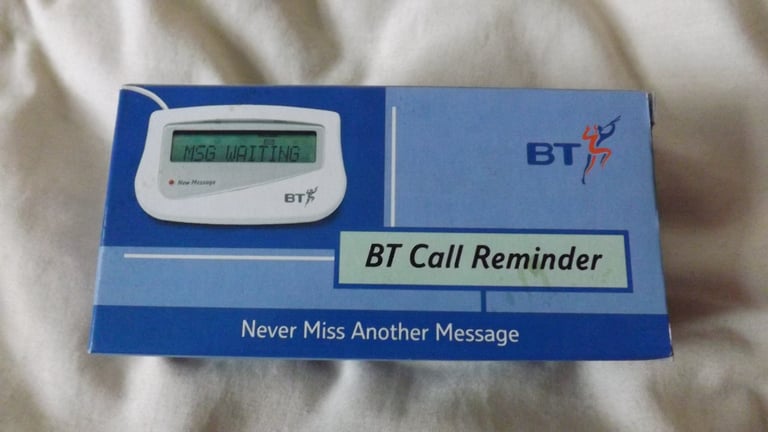 MSG WAITING
New Message
BT
BT
BT Call Reminder
Never Miss Another Message